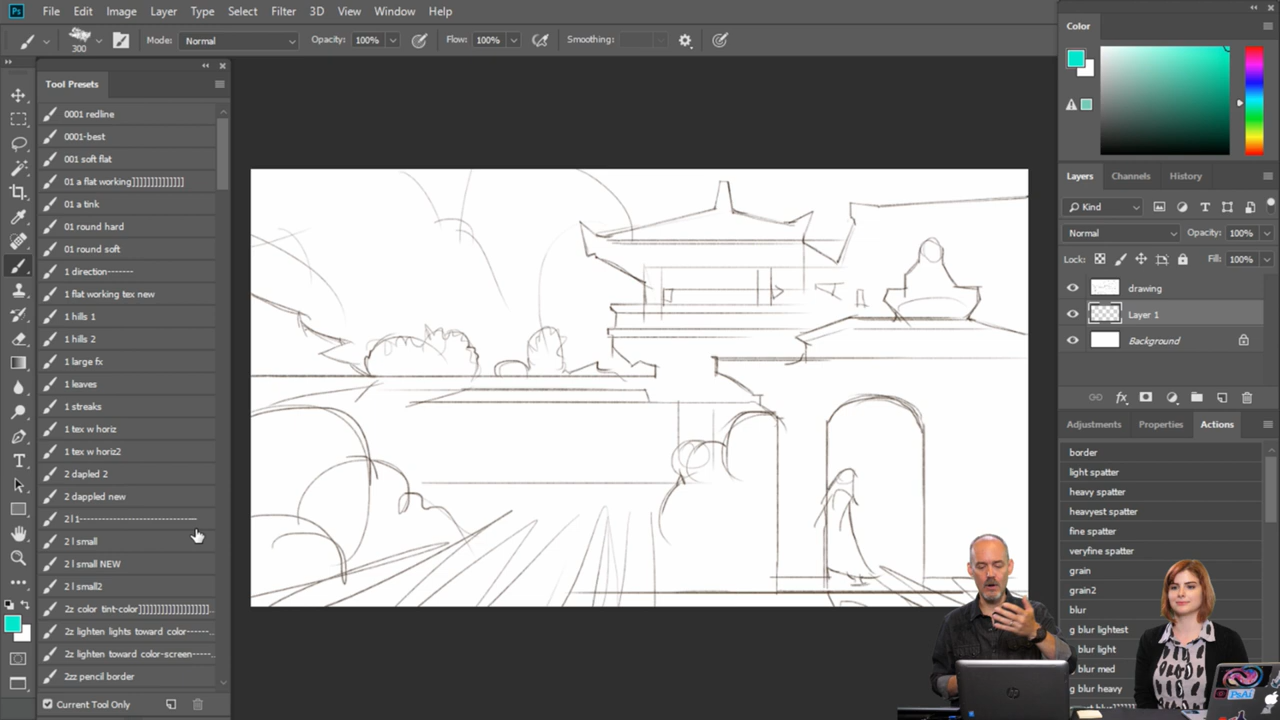 Ps File Edit Image Layer Type Select Filter 3D View Window Help
300 Mode: Normal Opacity: 100% Flow: 100% Smoothing:
Tool Presets
0001 redline
0001-best
001 soft flat
01 a flat working]]]]]]]]]]]]]]
01 a tink
01 round hard
01 round soft
1 direction-------
1 flat working tex new
1 hills 1
1 hills 2
1 large fx
1 leaves
1 streaks
1 tex w horiz
1 tex w horiz2
2 dapled 2
2 dappled new
2 l 1------------------------------
2 l small
2 l small NEW
2 l small2
2z color tint-color]]]]]]]]]]]]]]]]]]]...
2z lighten lights toward color------...
2z lighten toward color-screen-----...
2zz pencil border
Current Tool Only
Color
Layers Channels History
Kind
Normal Opacity: 100%
Lock: Fill: 100%
drawing
Layer 1
Background
Adjustments Properties Actions
border
light spatter
heavy spatter
heavyest spatter
fine spatter
veryfine spatter
grain
grain2
blur
g blur lightest
blur light
blur med
g blur heavy
PsAi